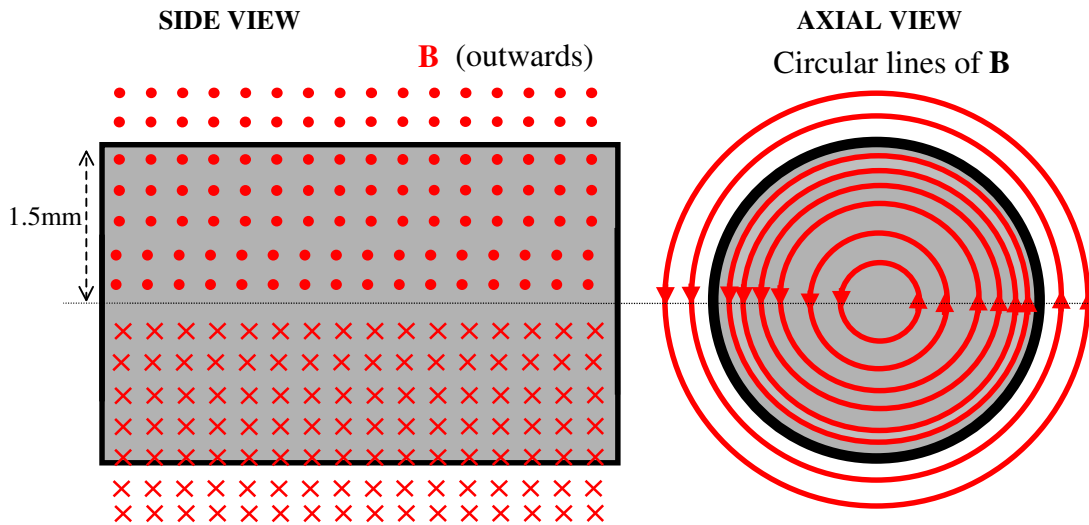 SIDE VIEW
AXIAL VIEW
B (outwards)
Circular lines of B
1.5mm